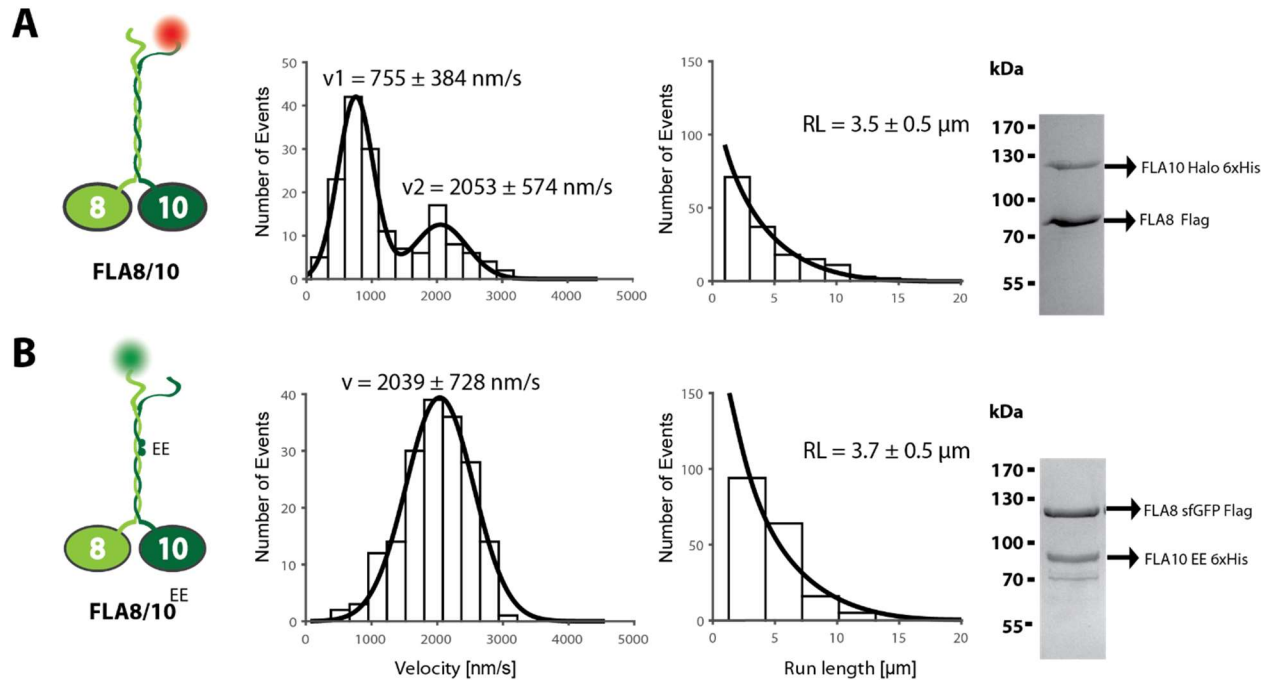 A
8 10
FLA8/10
50
40
30
20
10
0
Number of Events
v1 = 755 ± 384 nm/s
v2 = 2053 ± 574 nm/s
0 1000 2000 3000 4000 5000
150
100
50
0
Number of Events
RL = 3.5 ± 0.5 µm
0 5 10 15 20
kDa
170
130
100
70
55
FLA10 Halo 6xHis
FLA8 Flag
B
EE
8 10
EE
FLA8/10
40
30
20
10
0
Number of Events
v = 2039 ± 728 nm/s
0 1000 2000 3000 4000 5000
Velocity [nm/s]
150
100
50
0
Number of Events
RL = 3.7 ± 0.5 µm
0 5 10 15 20
Run length [µm]
kDa
170
130
100
70
55
FLA8 sfGFP Flag
FLA10 EE 6xHis